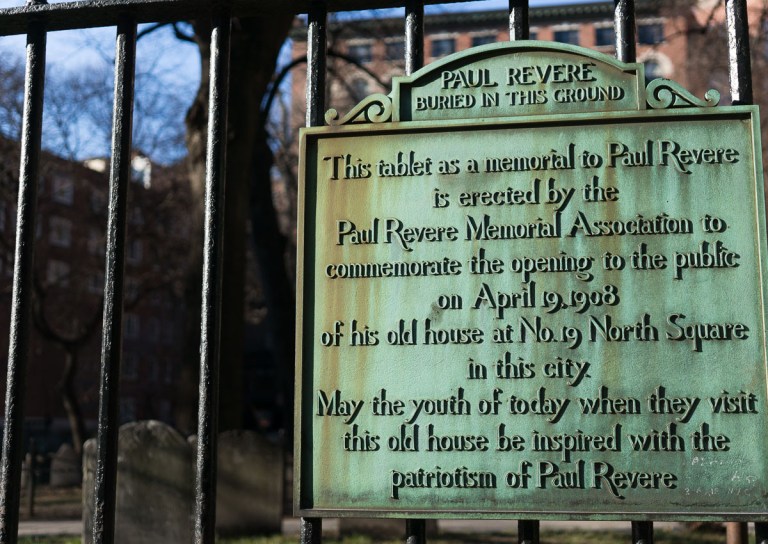 PAUL REVERE
BURIED IN THIS GROUND
This tablet as a memorial to Paul Revere
is erected by the
Paul Revere Memorial Association to
commemorate the opening to the public
on April 19, 1908
of his old house at No. 19 North Square
in this city.
May the youth of today when they visit
this old house be inspired with the
patriotism of Paul Revere